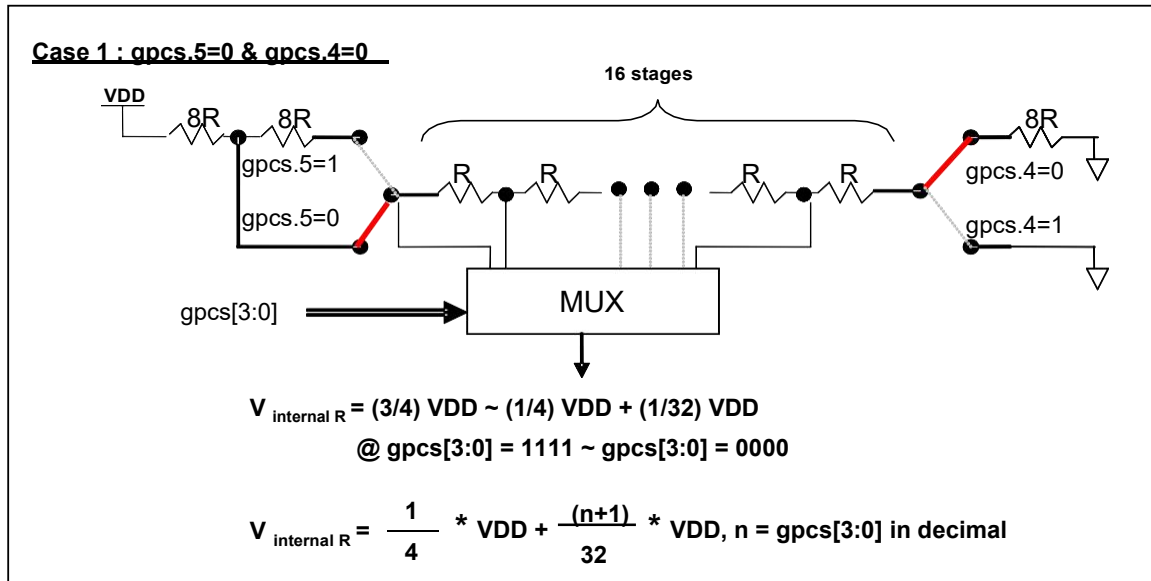 Case 1 : gpcs.5=0 & gpcs.4=0
16 stages
VDD
8R
8R
8R
gpcs.5=1
gpcs.4=0
R
R
R
R
gpcs.5=0
gpcs.4=1
MUX
gpcs[3:0]
V internal R = (3/4) VDD ~ (1/4) VDD + (1/32) VDD
@ gpcs[3:0] = 1111 ~ gpcs[3:0] = 0000
V internal R = 1/4 * VDD + (n+1)/32 * VDD, n = gpcs[3:0] in decimal